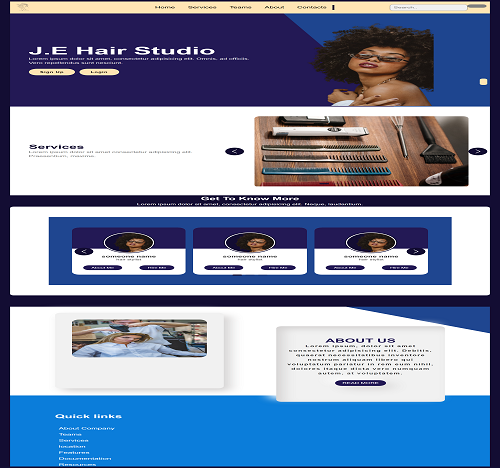 Home Services Teams About Contacts
Search...
J.E Hair Studio
Lorem ipsum dolor sit amet, consectetur adipisicing elit. Omnis, ad officiis.
Vero repellendus sunt nesciunt.
Sign Up Login
Services
Lorem ipsum dolor sit amet consectetur adipisicing elit.
Praesentium, maxime.
Get To Know More
Lorem ipsum dolor sit amet, consectetur adipisicing elit. Neque, laudantium.
someone name someone name someone name
hair stylist hair stylist hair stylist
About Me Hire Me About Me Hire Me About Me Hire Me
ABOUT US
Lorem ipsum, dolor sit amet
consectetur adipisicing elit. Debitis,
quaerat necessitatibus inventore
nostrum aliquam libero qui
voluptatum pariatur in rem eum nihil,
dolores itaque dicta vero numquam
autem, et voluptatem.
READ MORE
Quick links
About Company
Teams
Services
location
Features
Documentation
Resources